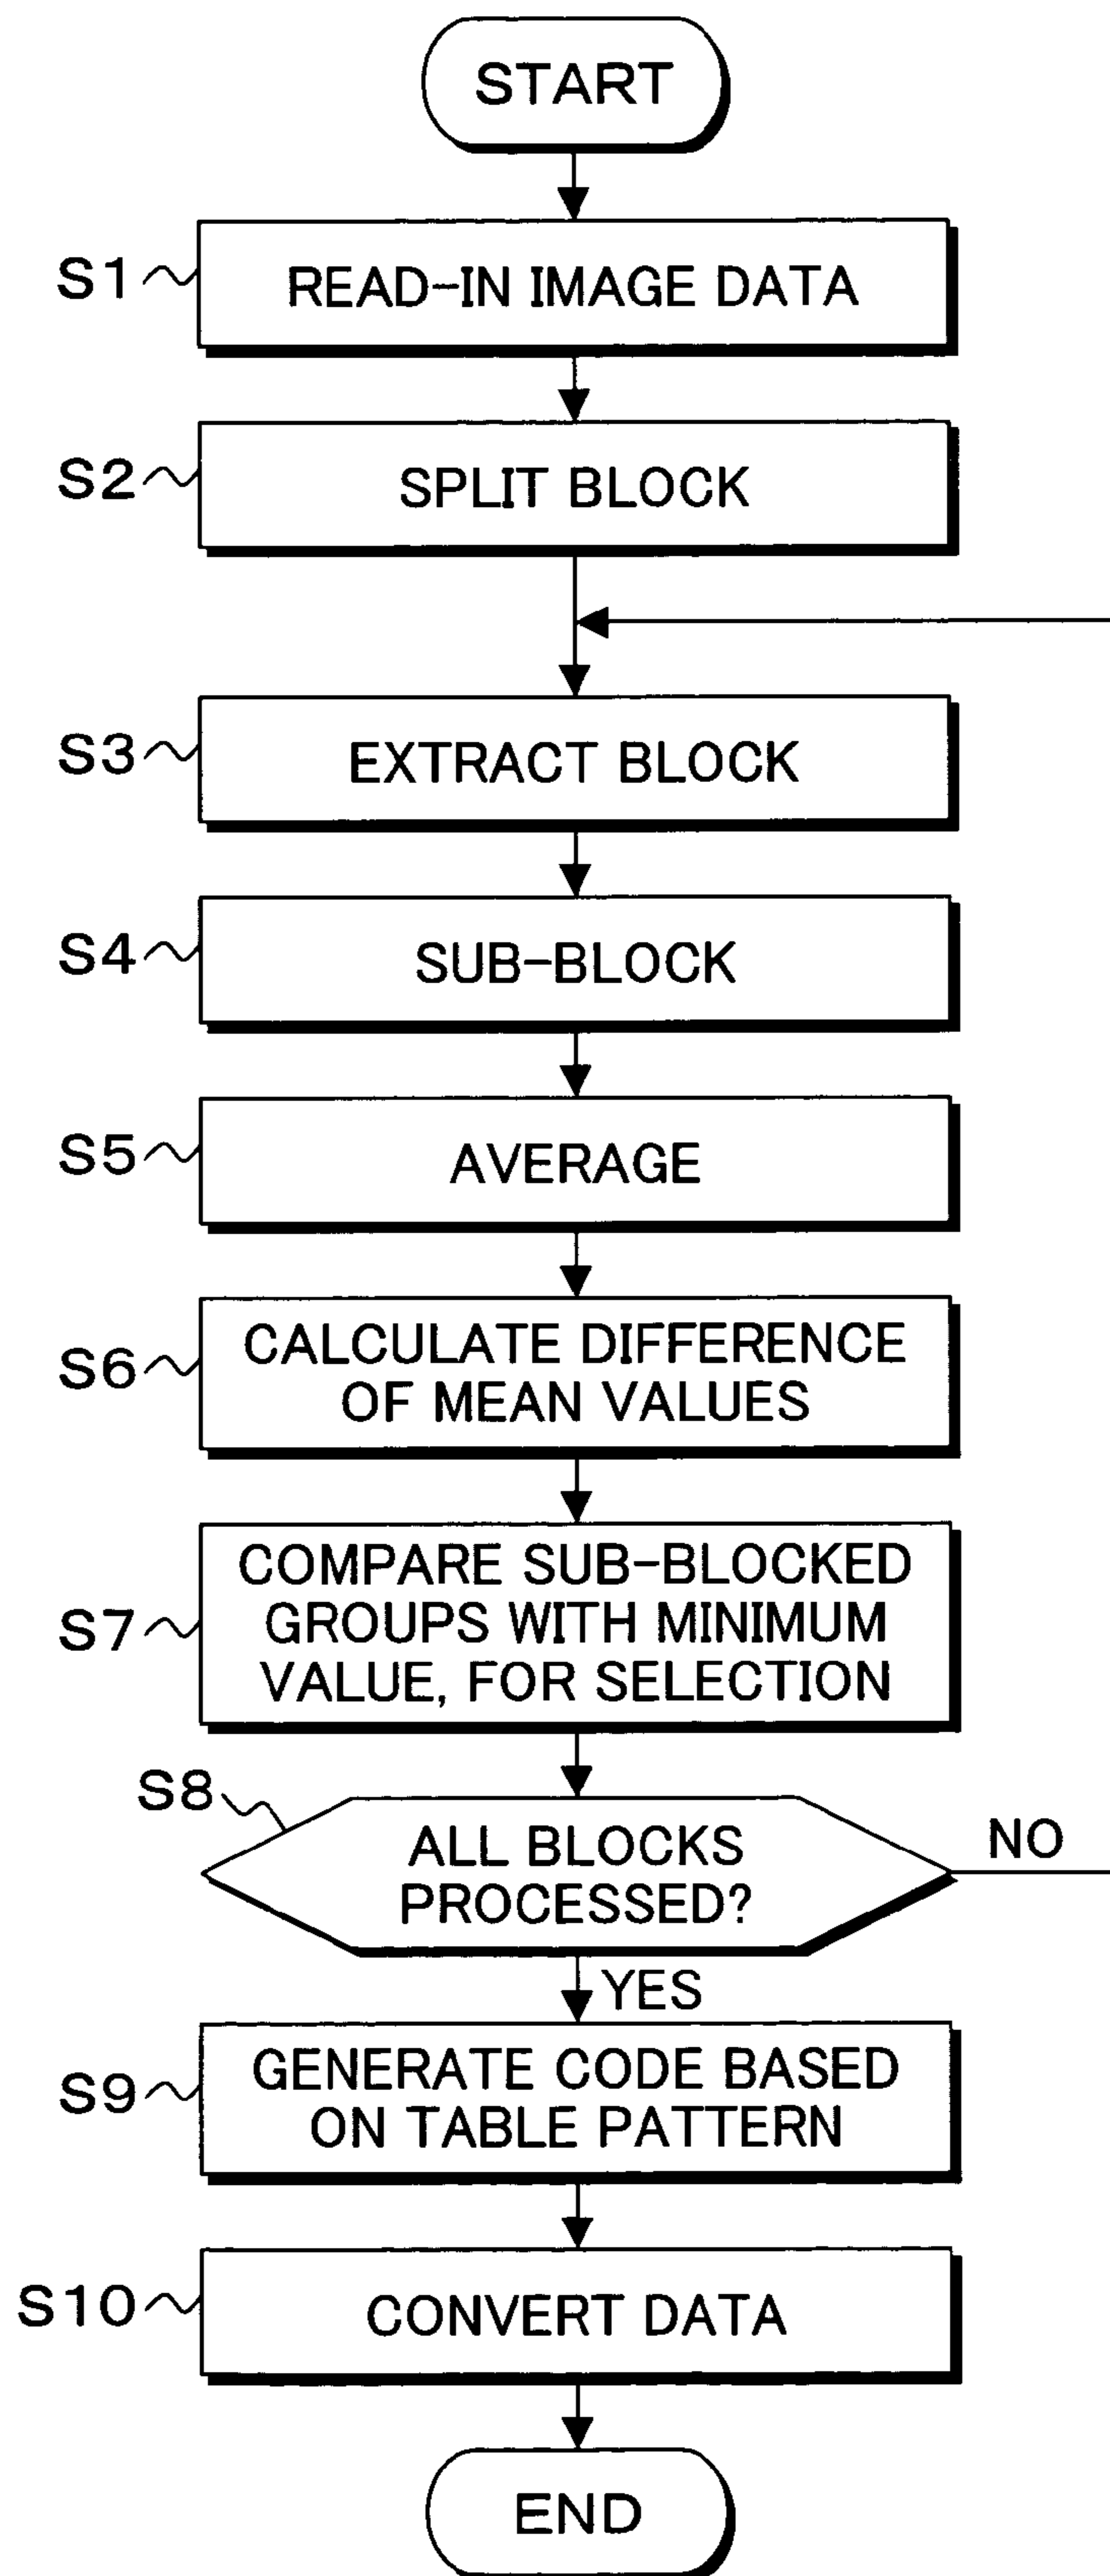 START
S1
READ-IN IMAGE DATA
S2
SPLIT BLOCK
S3
EXTRACT BLOCK
S4
SUB-BLOCK
S5
AVERAGE
S6
CALCULATE DIFFERENCE
OF MEAN VALUES
S7
COMPARE SUB-BLOCKED
GROUPS WITH MINIMUM
VALUE, FOR SELECTION
S8
ALL BLOCKS
PROCESSED?
NO
YES
S9
GENERATE CODE BASED
ON TABLE PATTERN
S10
CONVERT DATA
END